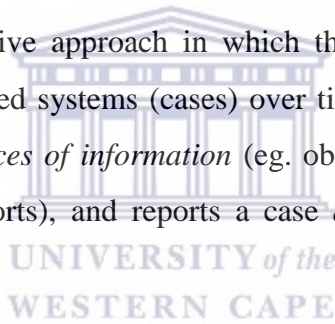 ive approach in which th
ed systems (cases) over ti
ces of information (eg. ob
orts), and reports a case
UNIVERSITY of the
WESTERN CAPE